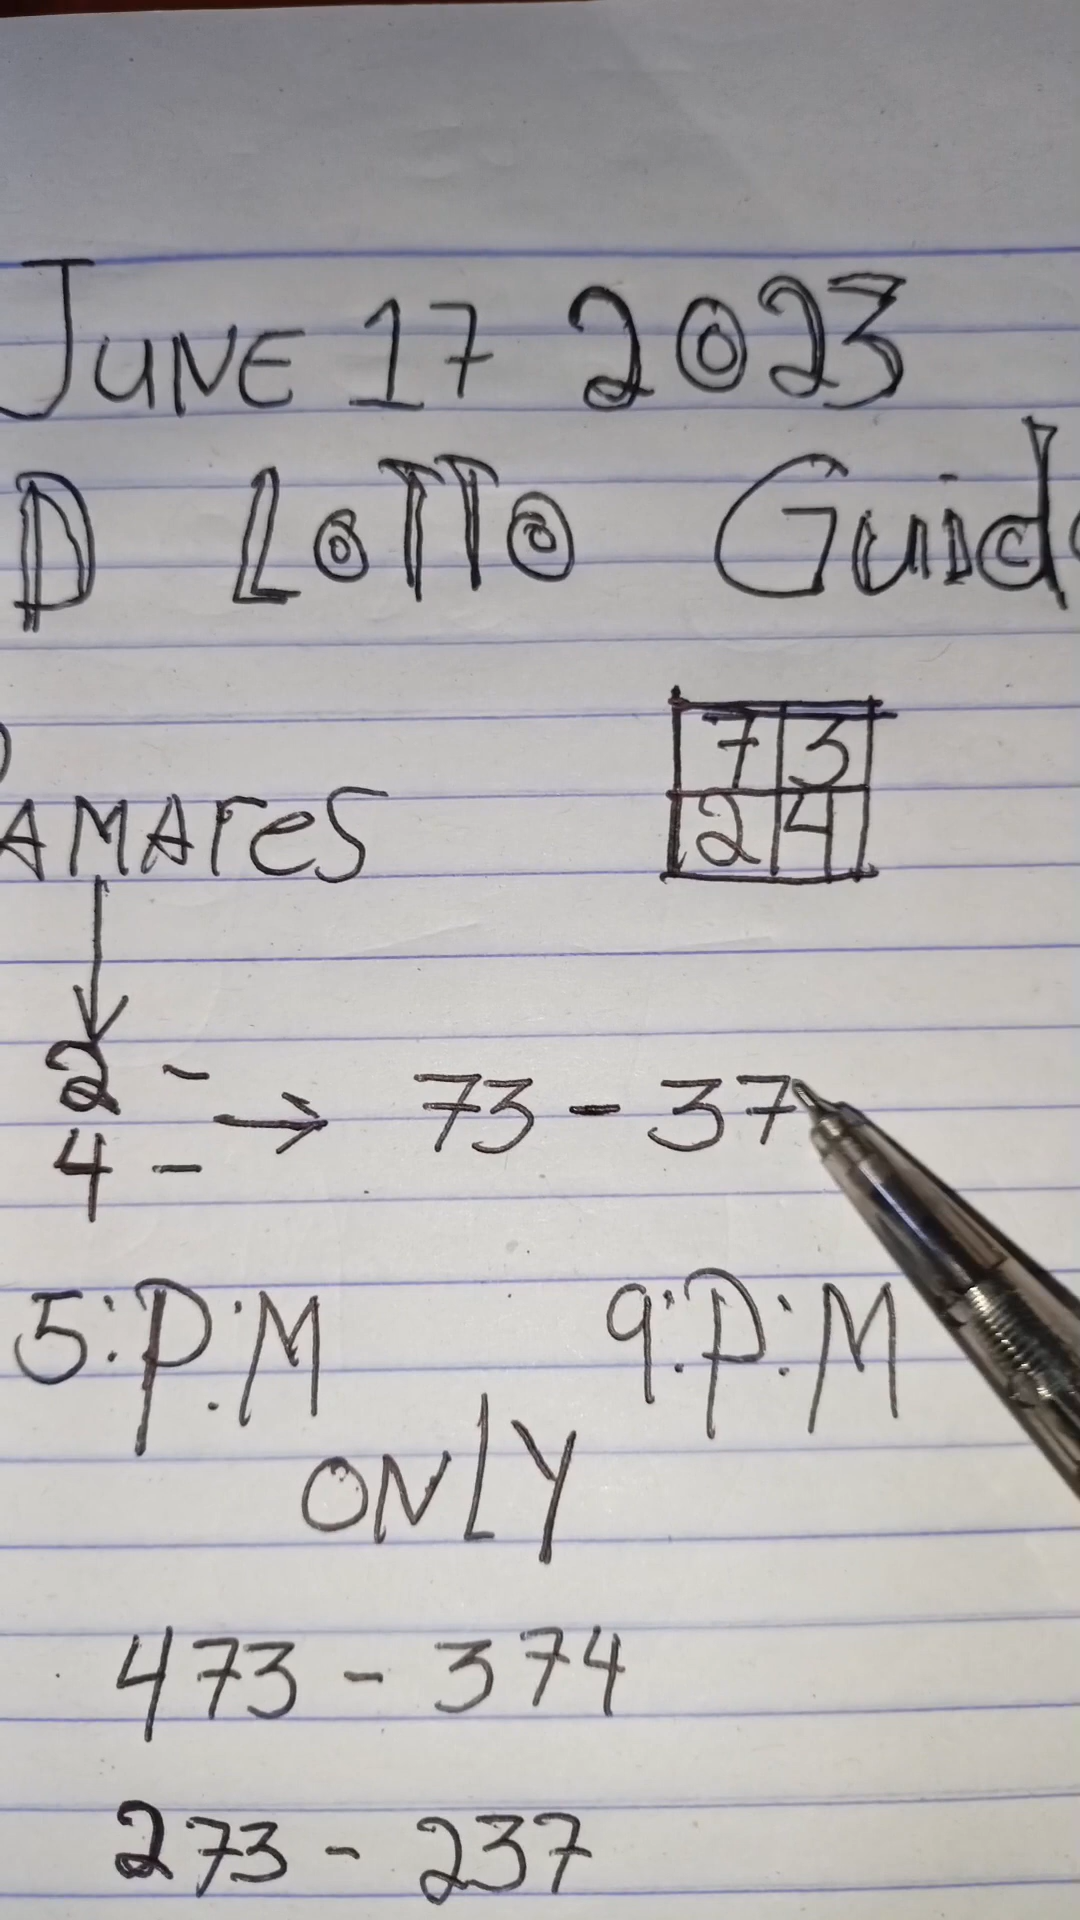 JUNE 17 2023
D LoTTo Guide
7 3
AMAreS
2 4
2 -
→ 73 - 37
4 -
5:P.M 9:P.M
ONLY
473 - 374
273 - 237